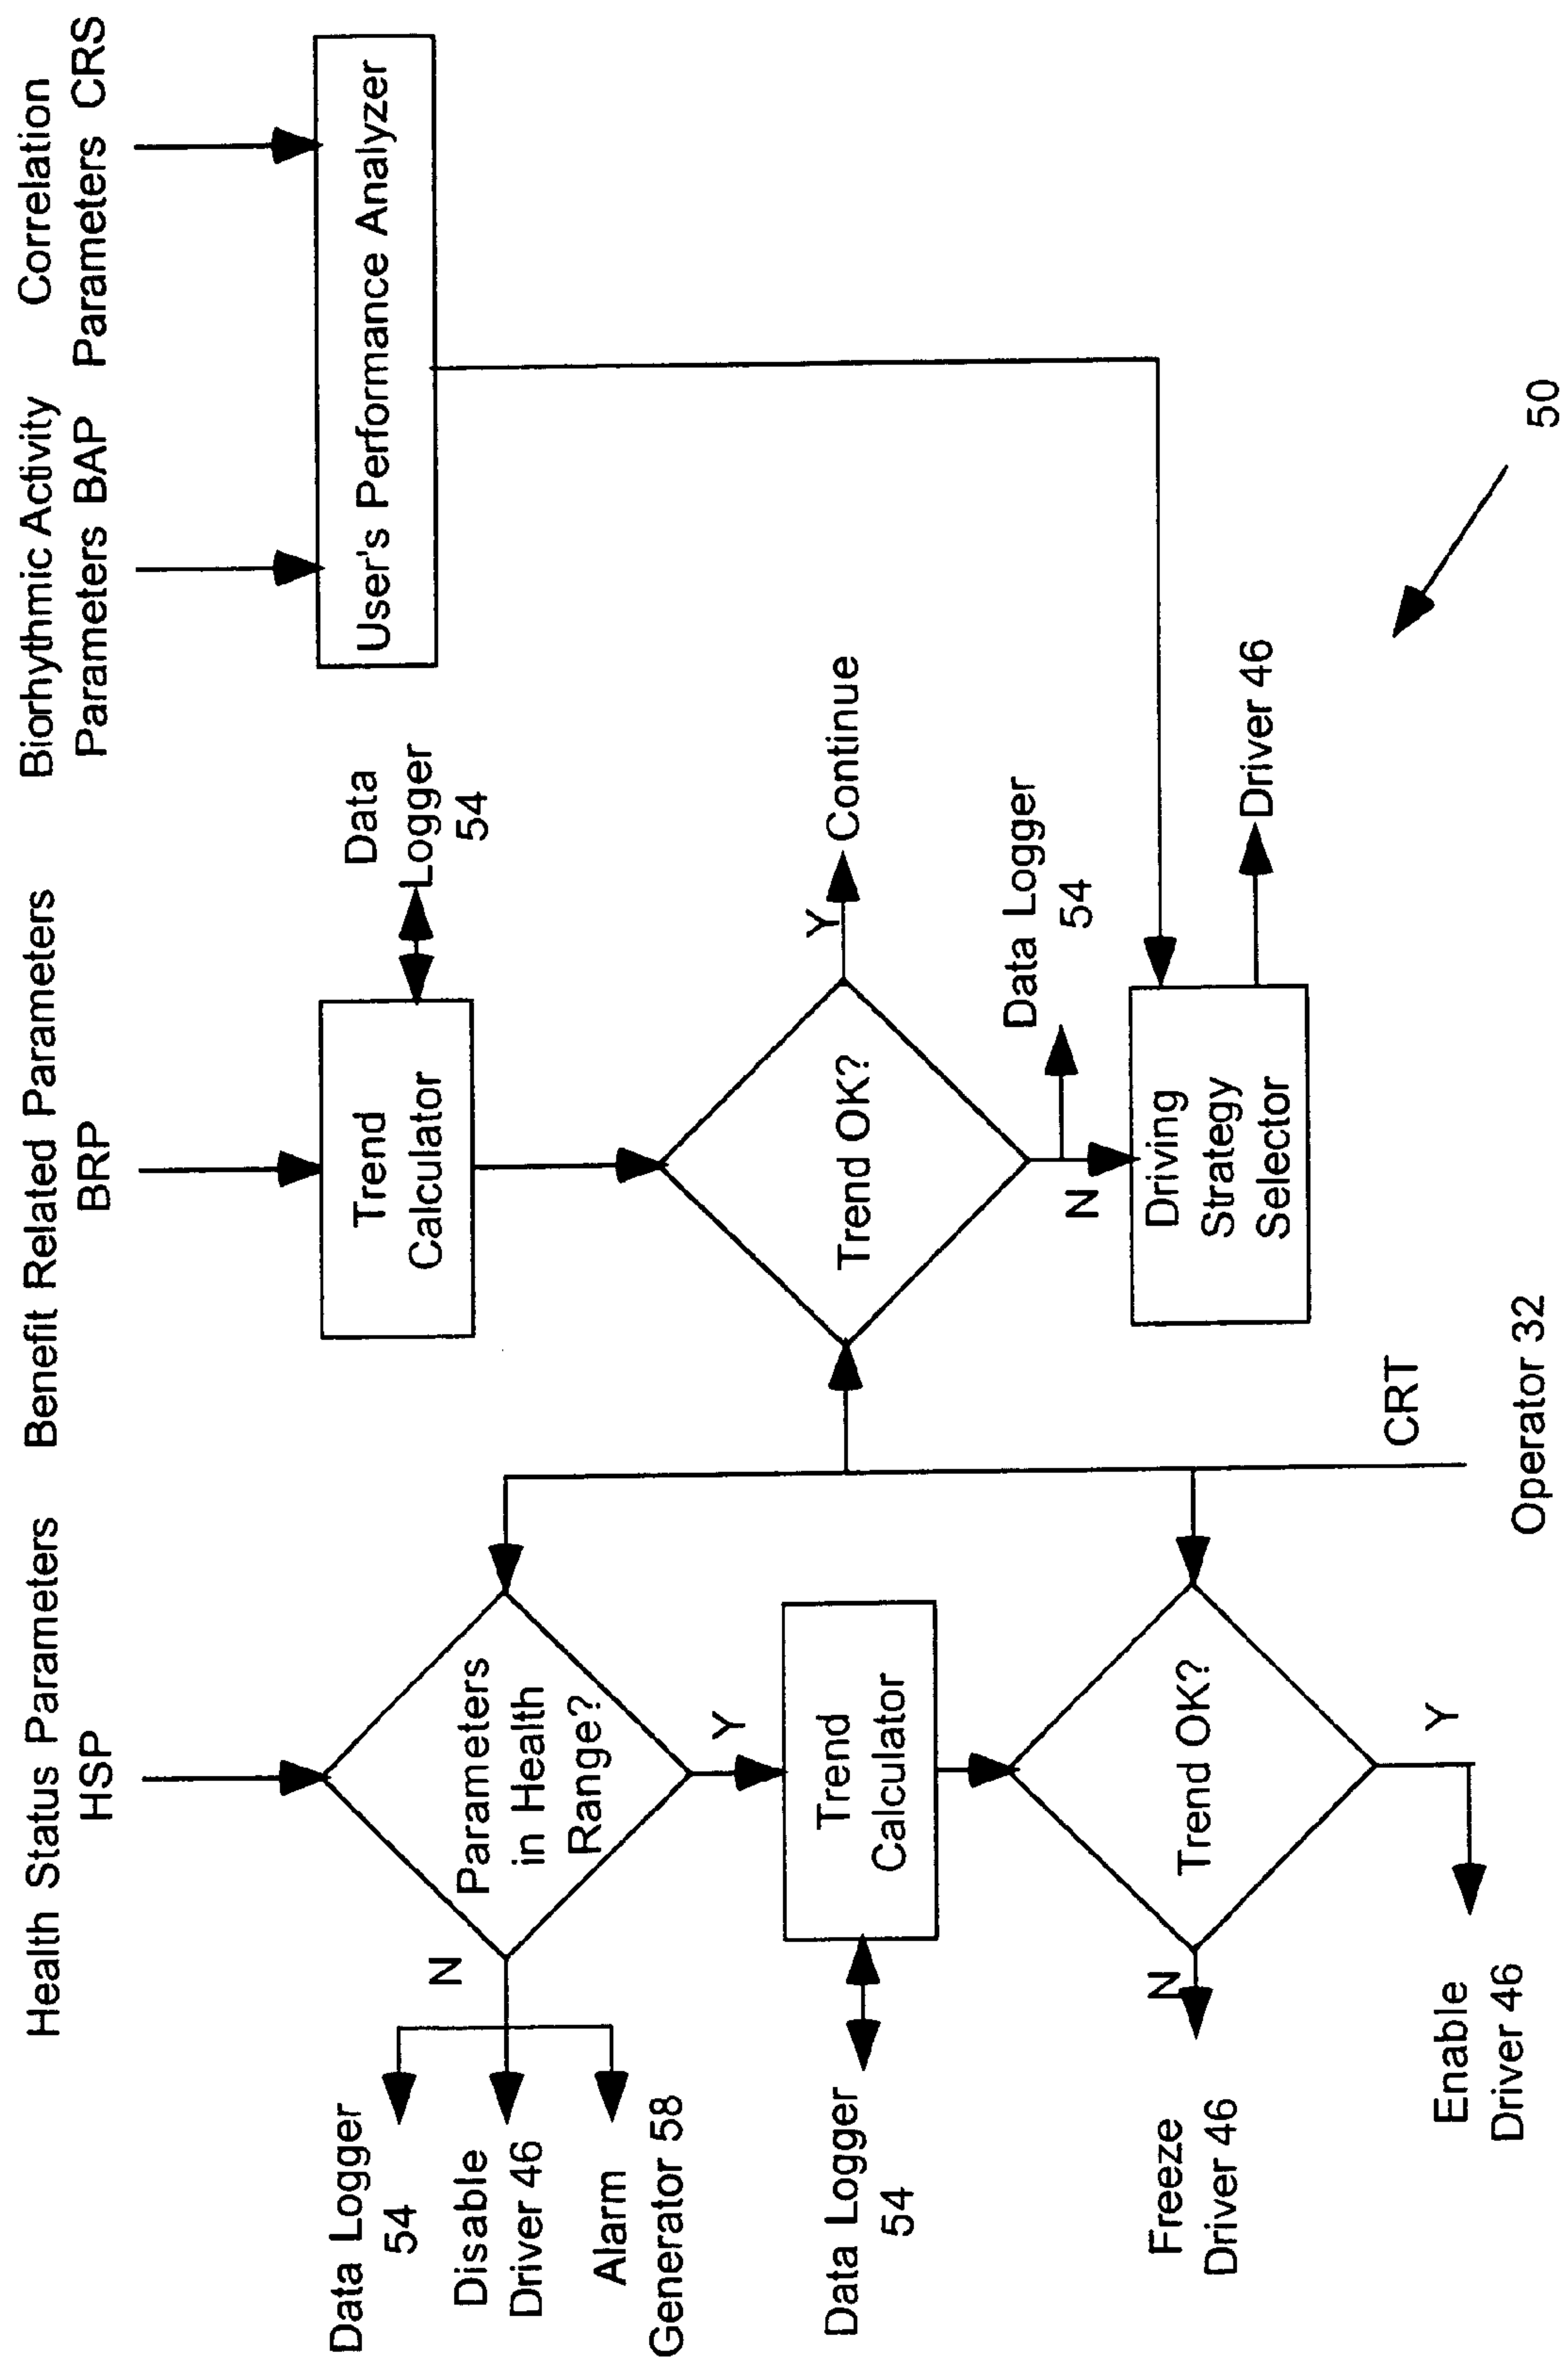 Health Status Parameters
HSP
Benefit Related Parameters
BRP
Biorhythmic Activity
Parameters BAP
Correlation
Parameters CRS
Parameters
in Health
Range?
N
Y
Data Logger
54
Disable
Driver 46
Alarm
Generator 58
Trend
Calculator
Data Logger
54
Trend OK?
N
Y
Freeze
Driver 46
Enable
Driver 46
Trend
Calculator
Data
Logger
54
Trend OK?
Y
Continue
N
Data Logger
54
Driving
Strategy
Selector
Driver 46
User's Performance Analyzer
CRT
Operator 32
50